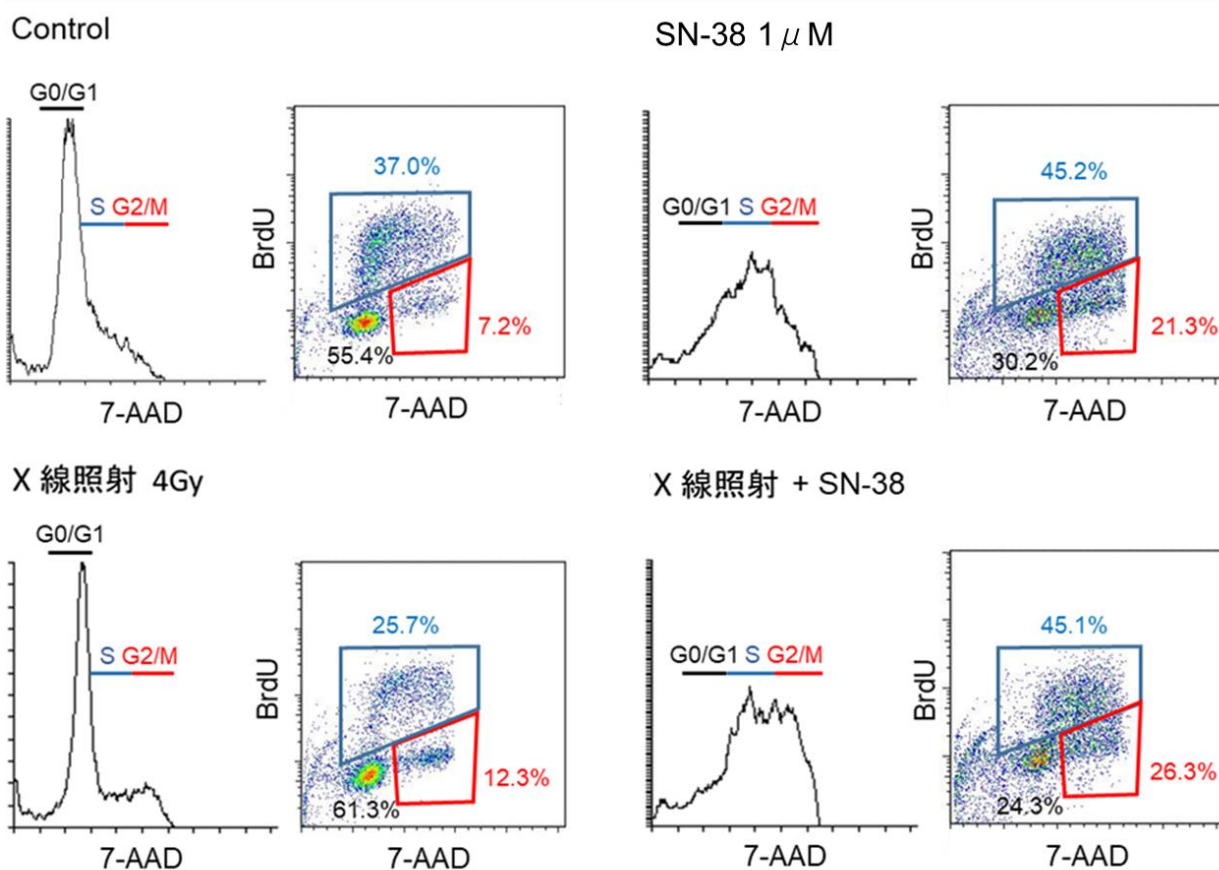 Control
G0/G1
S G2/M
7-AAD
BrdU
37.0%
7.2%
55.4%
7-AAD
SN-38 1 μ M
G0/G1 S G2/M
7-AAD
BrdU
45.2%
21.3%
30.2%
7-AAD
X 線照射 4Gy
G0/G1
S G2/M
7-AAD
BrdU
25.7%
12.3%
61.3%
7-AAD
X 線照射 + SN-38
G0/G1 S G2/M
7-AAD
BrdU
45.1%
26.3%
24.3%
7-AAD